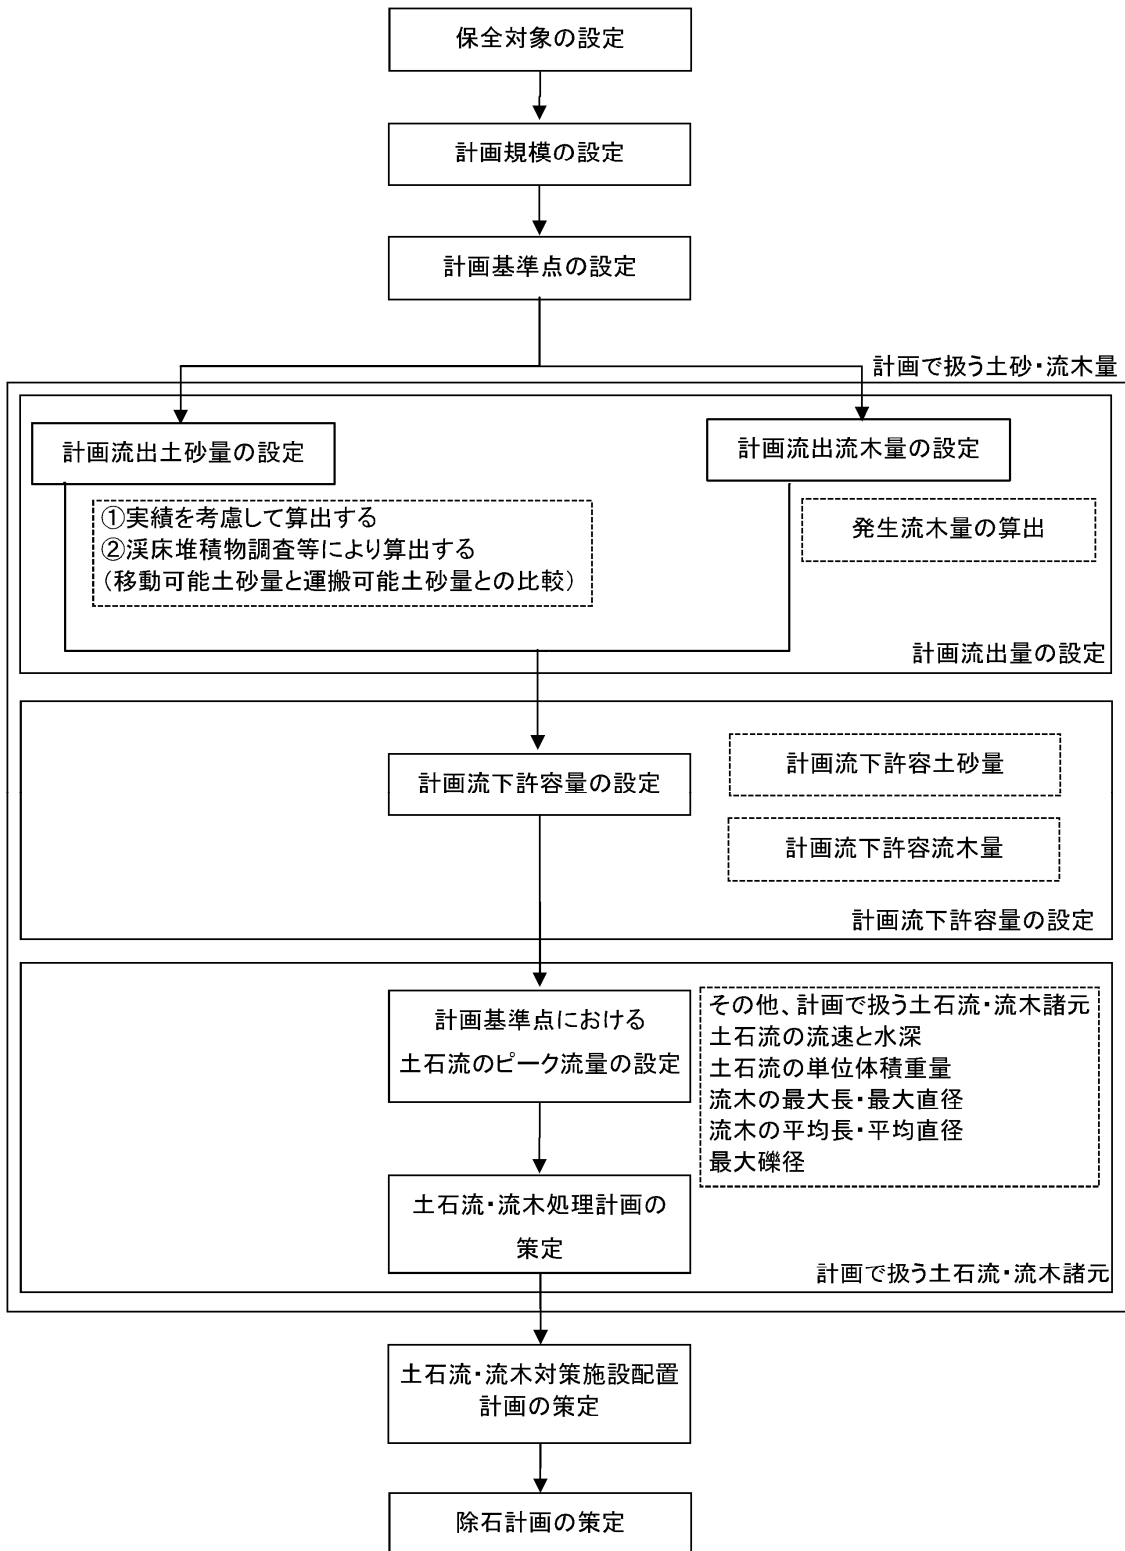 保全対象の設定
計画規模の設定
計画基準点の設定
計画で扱う土砂・流木量
計画流出土砂量の設定
計画流出流木量の設定
①実績を考慮して算出する
②渓床堆積物調査等により算出する
（移動可能土砂量と運搬可能土砂量との比較）
発生流木量の算出
計画流出量の設定
計画流下許容量の設定
計画流下許容土砂量
計画流下許容流木量
計画流下許容量の設定
計画基準点における
土石流のピーク流量の設定
その他、計画で扱う土石流・流木諸元
土石流の流速と水深
土石流の単位体積重量
流木の最大長・最大直径
流木の平均長・平均直径
最大礫径
土石流・流木処理計画の
策定
計画で扱う土石流・流木諸元
土石流・流木対策施設配置
計画の策定
除石計画の策定